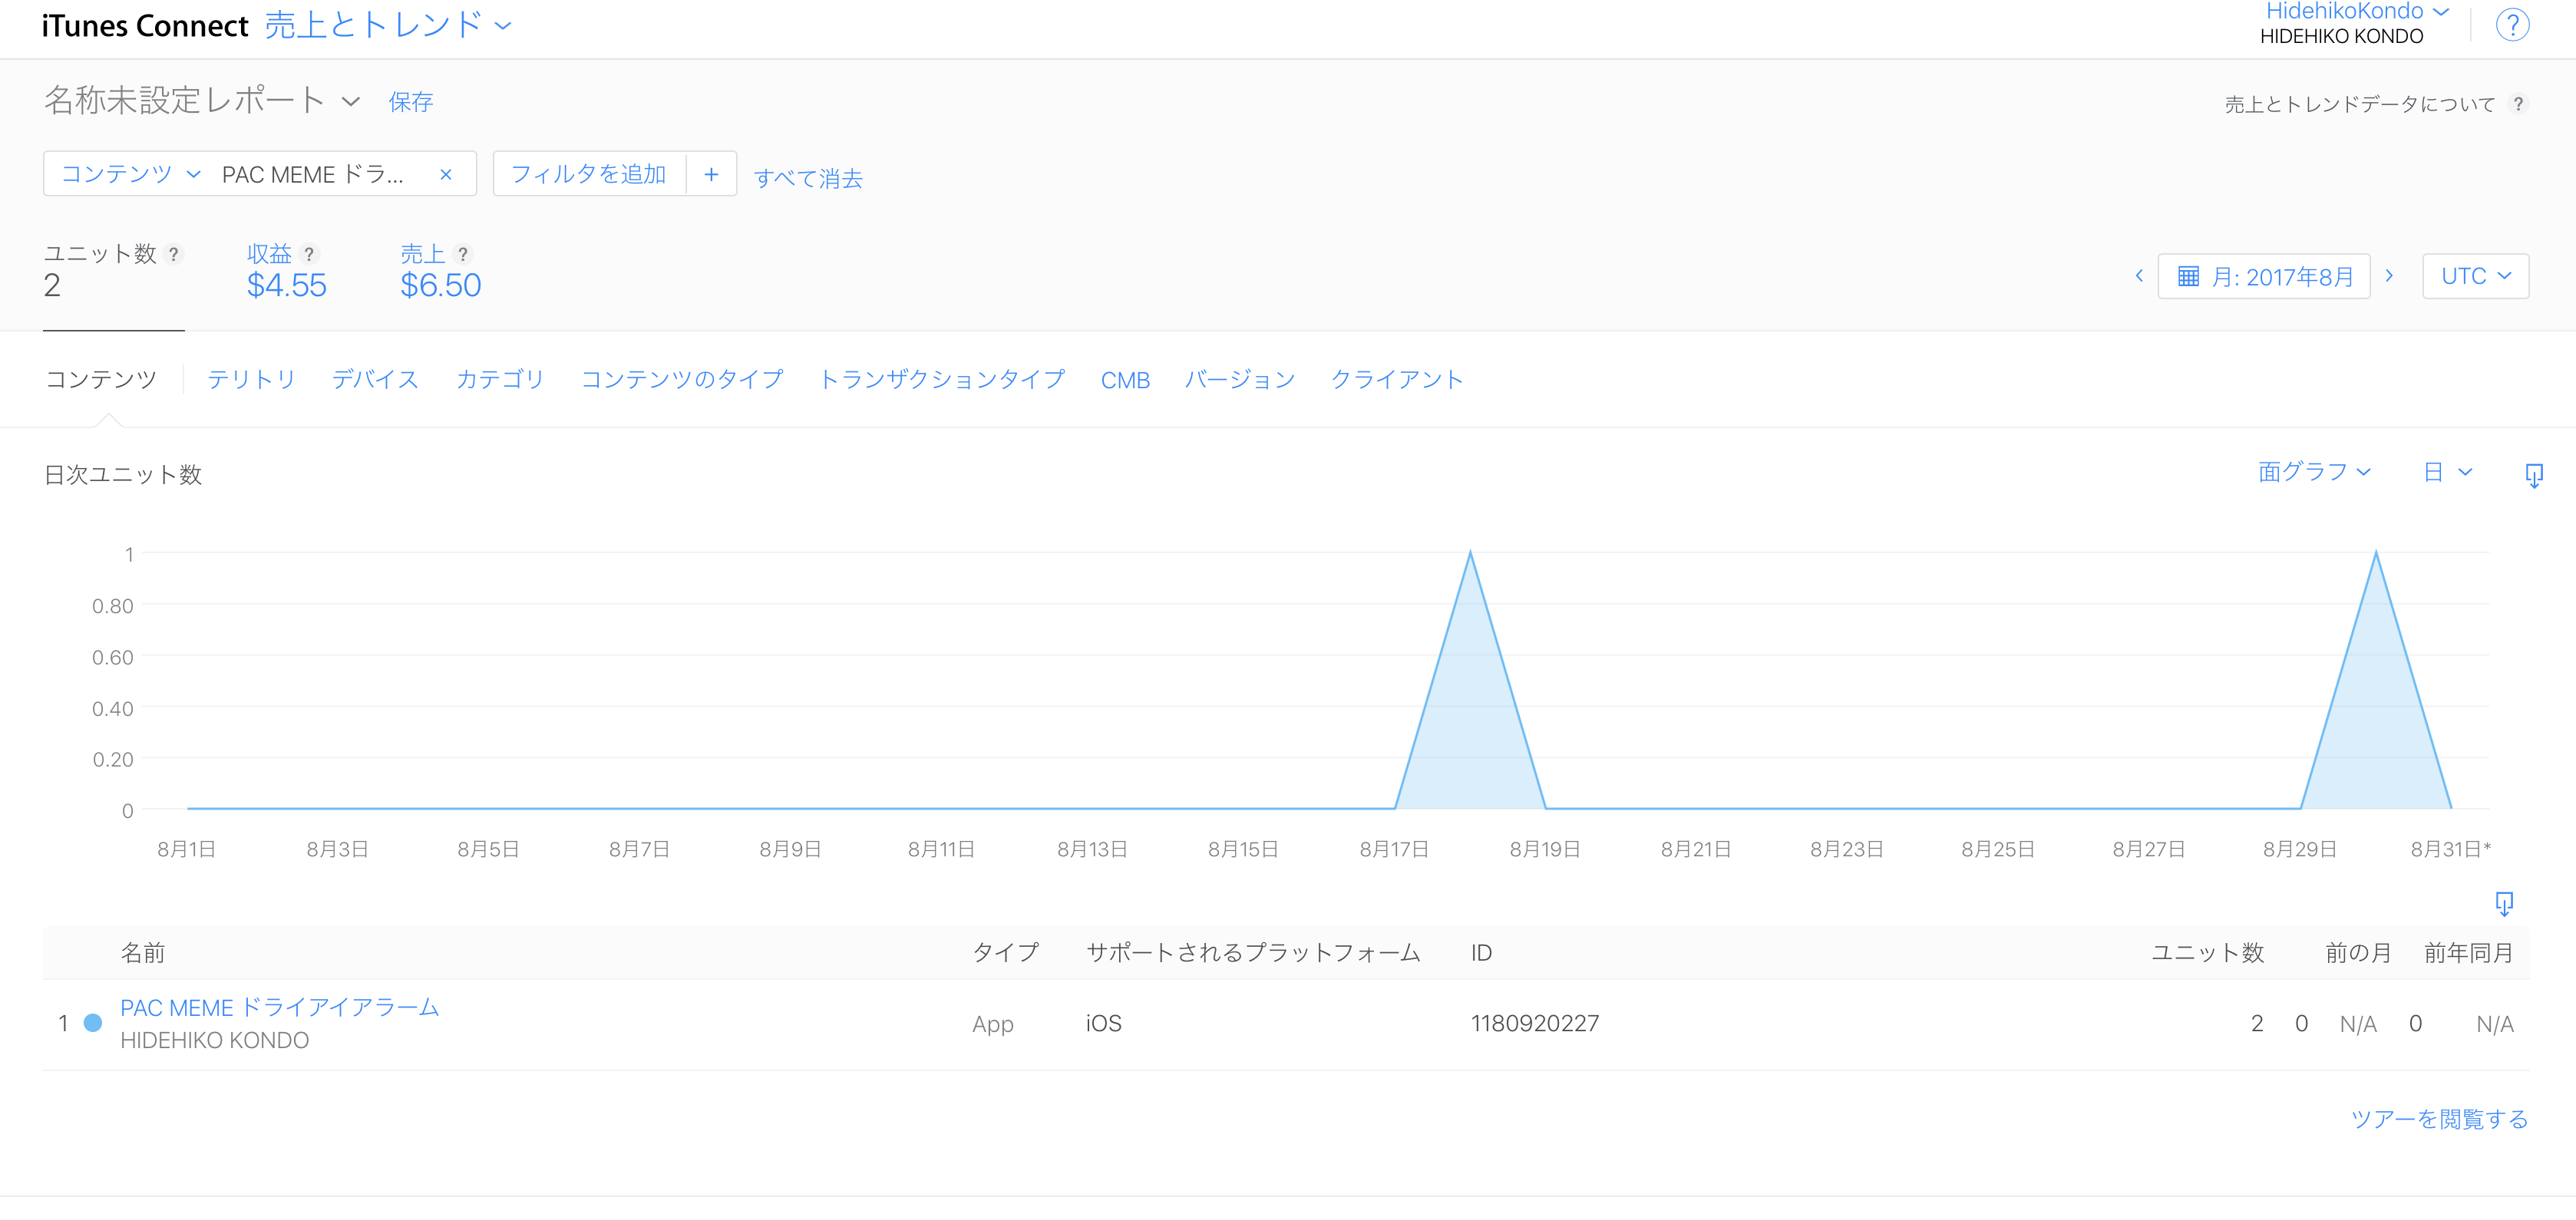 iTunes Connect 売上とトレンド
HidehikoKondo
HIDEHIKO KONDO
?
名称未設定レポート 保存
売上とトレンドデータについて ?
コンテンツ PAC MEME ドラ... × フィルタを追加 + すべて消去
ユニット数 ? 収益 ? 売上 ?
2 $4.55 $6.50
月: 2017年8月 UTC
コンテンツ テリトリ デバイス カテゴリ コンテンツのタイプ トランザクションタイプ CMB バージョン クライアント
日次ユニット数 面グラフ 日
1
0.80
0.60
0.40
0.20
0
8月1日 8月3日 8月5日 8月7日 8月9日 8月11日 8月13日 8月15日 8月17日 8月19日 8月21日 8月23日 8月25日 8月27日 8月29日 8月31日*
名前 タイプ サポートされるプラットフォーム ID ユニット数 前の月 前年同月
1 PAC MEME ドライアイアラーム App iOS 1180920227 2 0 N/A 0 N/A
HIDEHIKO KONDO
ツアーを閲覧する